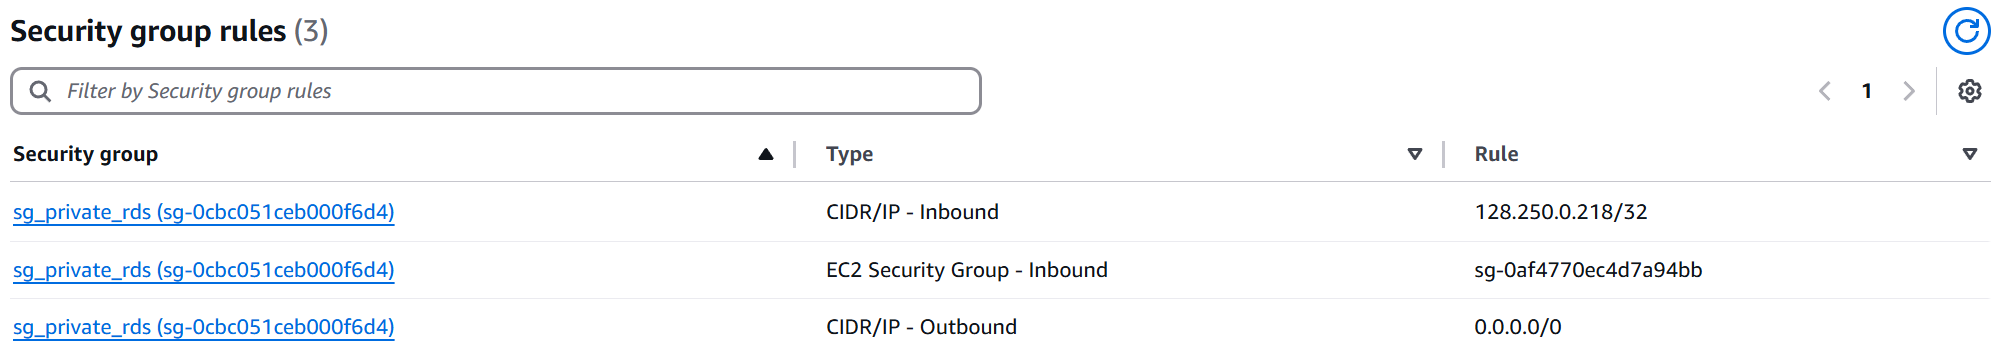 Security group rules (3)
Filter by Security group rules
1
Security group Type Rule
sg_private_rds (sg-0cbc051ceb000f6d4) CIDR/IP - Inbound 128.250.0.218/32
sg_private_rds (sg-0cbc051ceb000f6d4) EC2 Security Group - Inbound sg-0af4770ec4d7a94bb
sg_private_rds (sg-0cbc051ceb000f6d4) CIDR/IP - Outbound 0.0.0.0/0